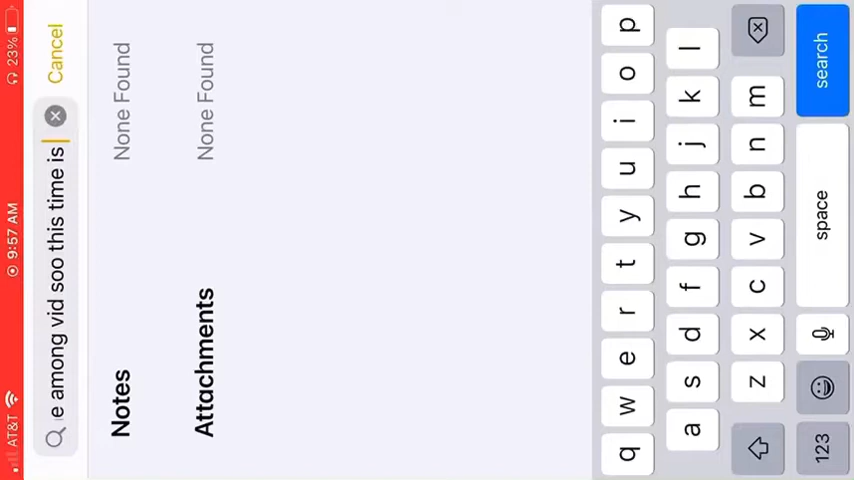 AT&T 9:57 AM 23%
e among vid soo this time is Cancel
Notes None Found
Attachments None Found
q w e r t y u i o p
a s d f g h j k l
z x c v b n m
123 space search